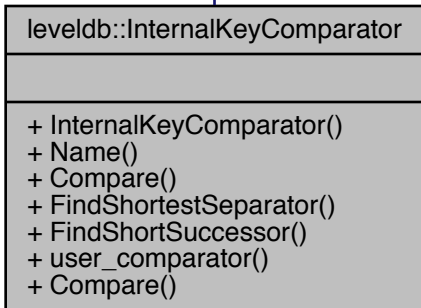 leveldb::InternalKeyComparator
+ InternalKeyComparator()
+ Name()
+ Compare()
+ FindShortestSeparator()
+ FindShortSuccessor()
+ user_comparator()
+ Compare()